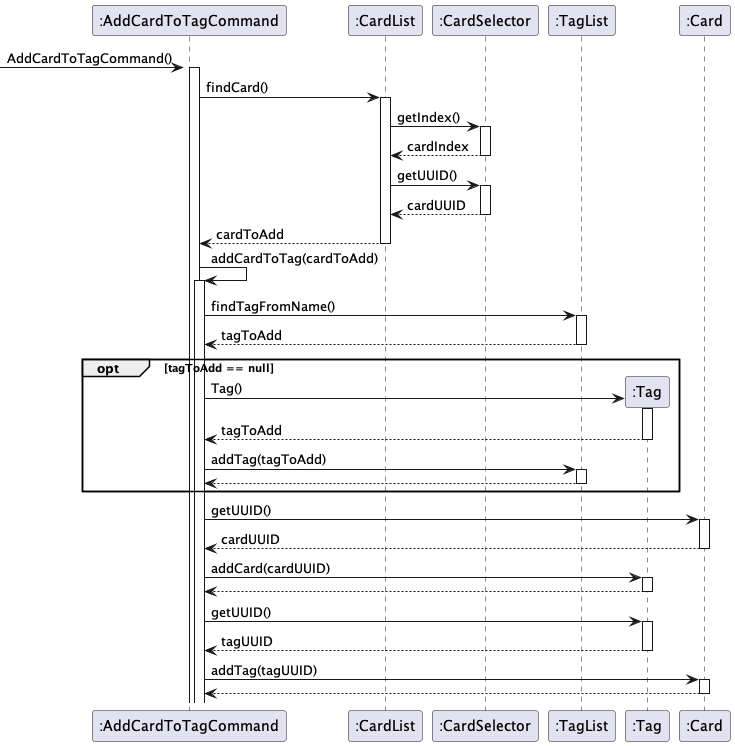 :AddCardToTagCommand :CardList :CardSelector :TagList :Card
AddCardToTagCommand()
findCard()
getIndex()
cardIndex
getUUID()
cardUUID
cardToAdd
addCardToTag(cardToAdd)
findTagFromName()
tagToAdd
opt [tagToAdd == null]
Tag() :Tag
tagToAdd
addTag(tagToAdd)
getUUID()
cardUUID
addCard(cardUUID)
getUUID()
tagUUID
addTag(tagUUID)
:AddCardToTagCommand :CardList :CardSelector :TagList :Tag :Card